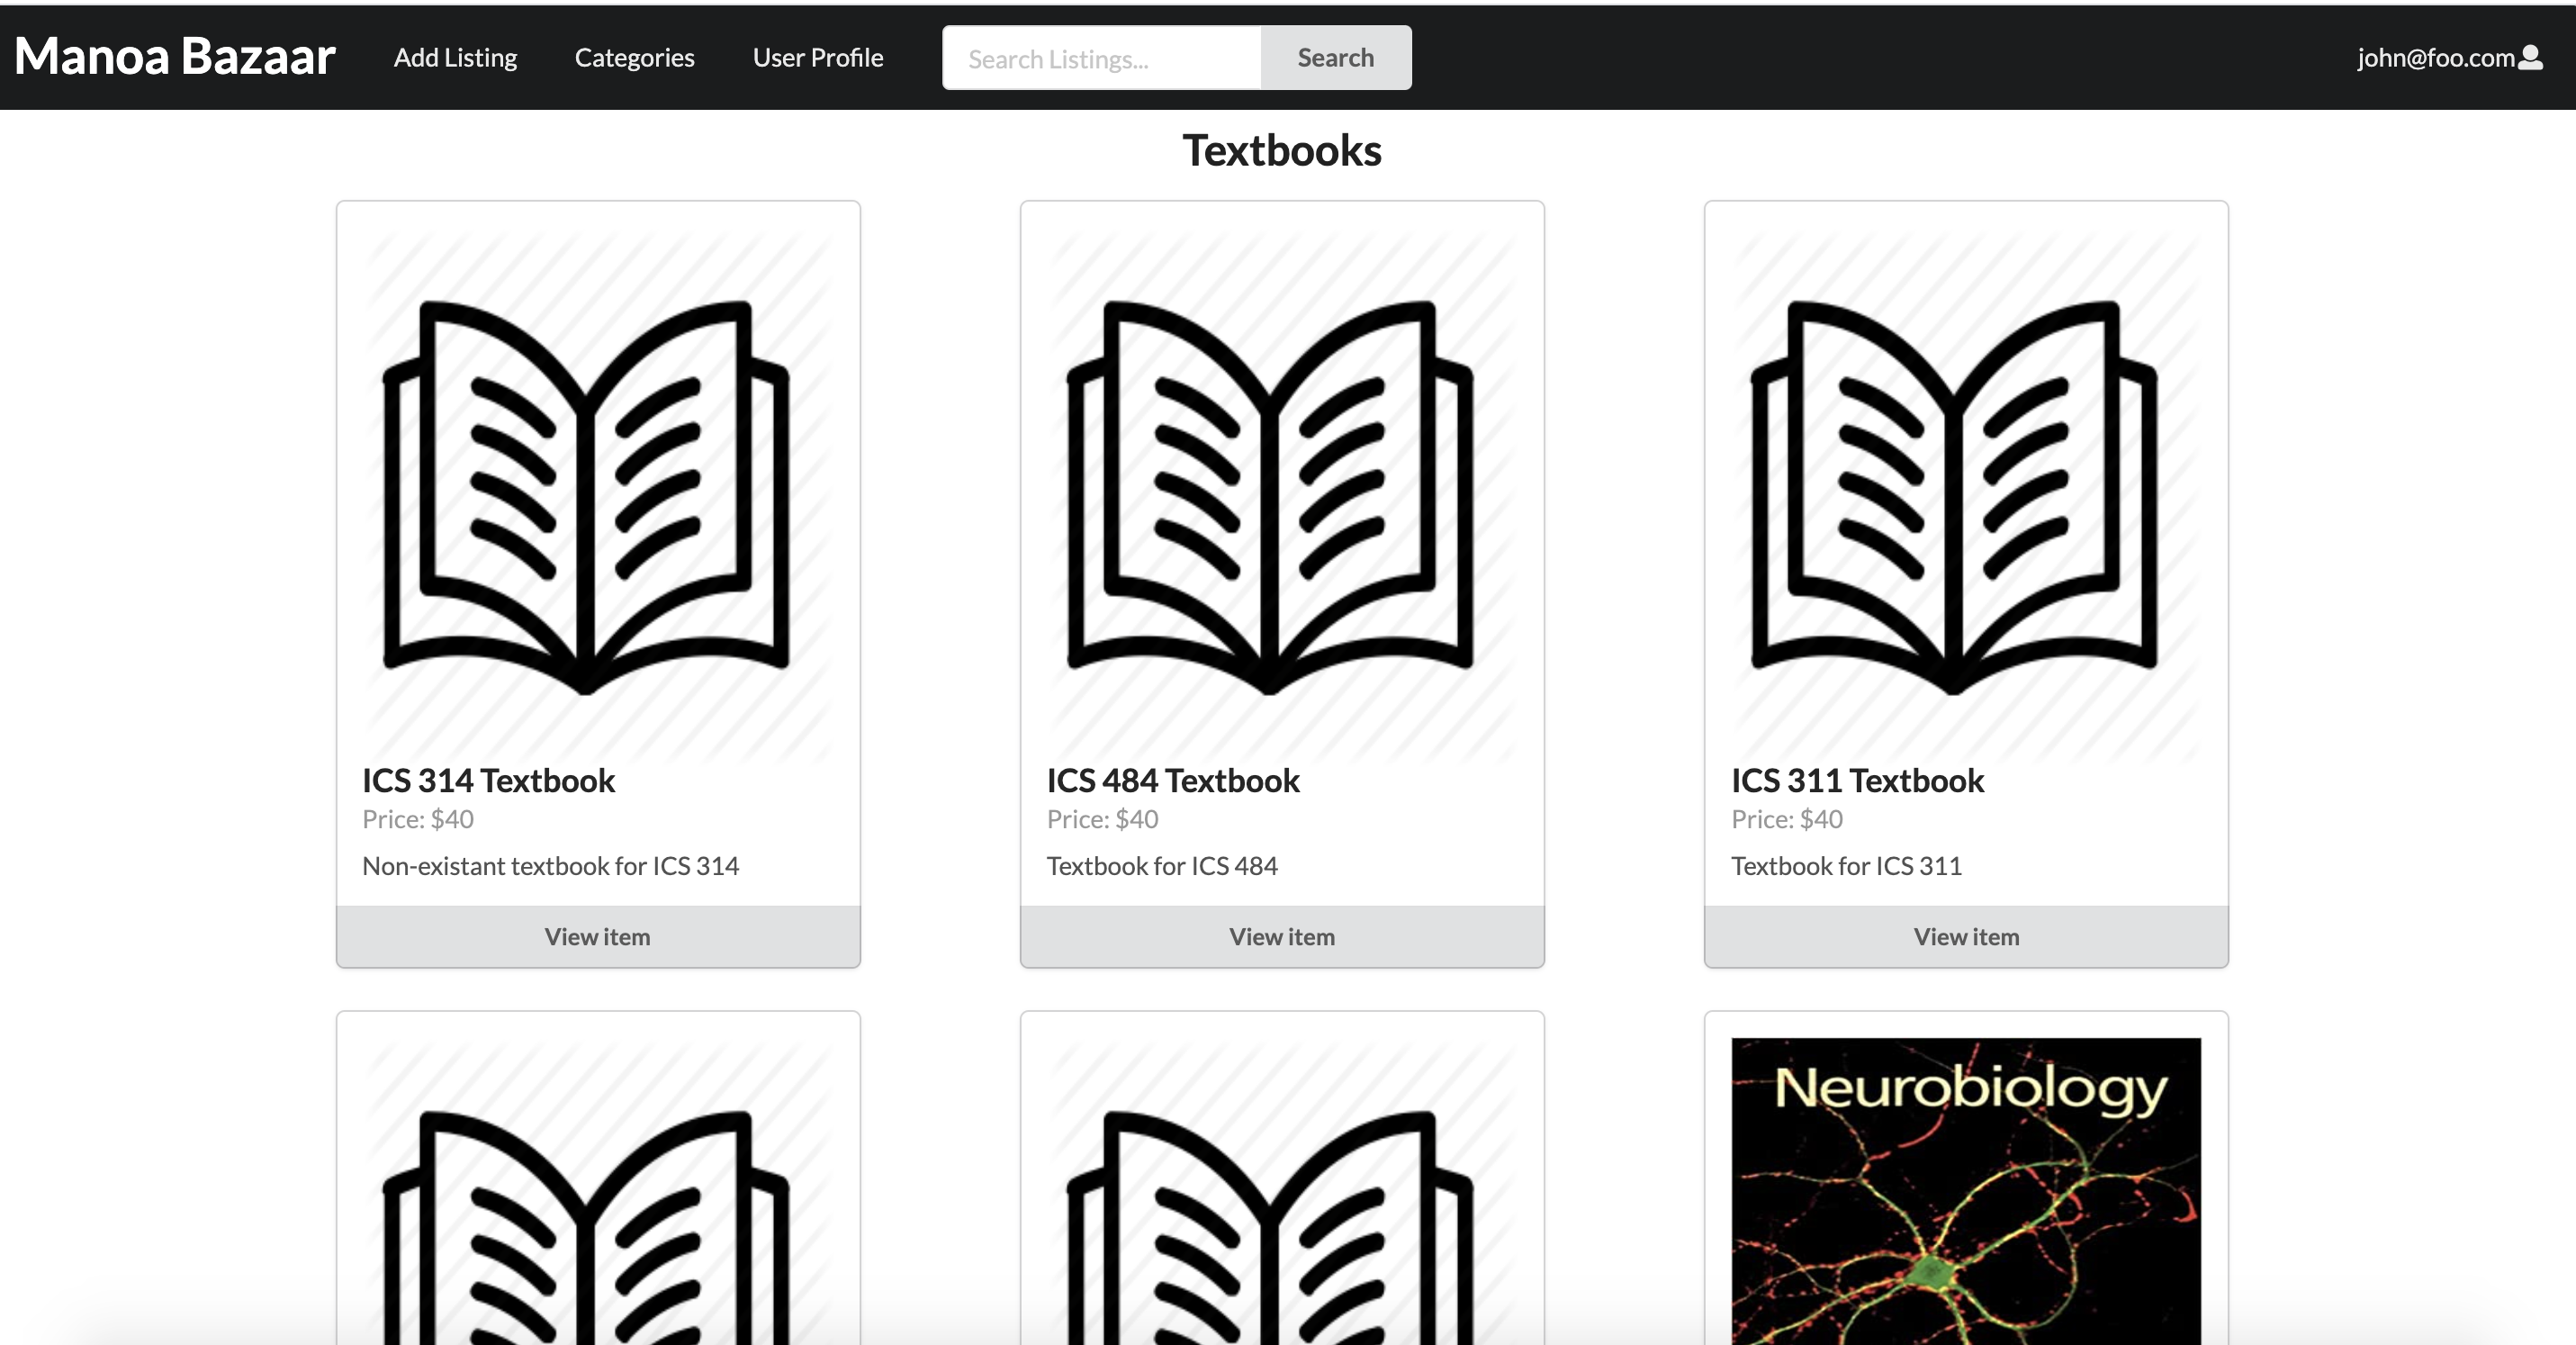 Manoa Bazaar Add Listing Categories User Profile Search Listings... Search john@foo.com
Textbooks
ICS 314 Textbook
Price: $40
Non-existant textbook for ICS 314
View item
ICS 484 Textbook
Price: $40
Textbook for ICS 484
View item
ICS 311 Textbook
Price: $40
Textbook for ICS 311
View item
Neurobiology